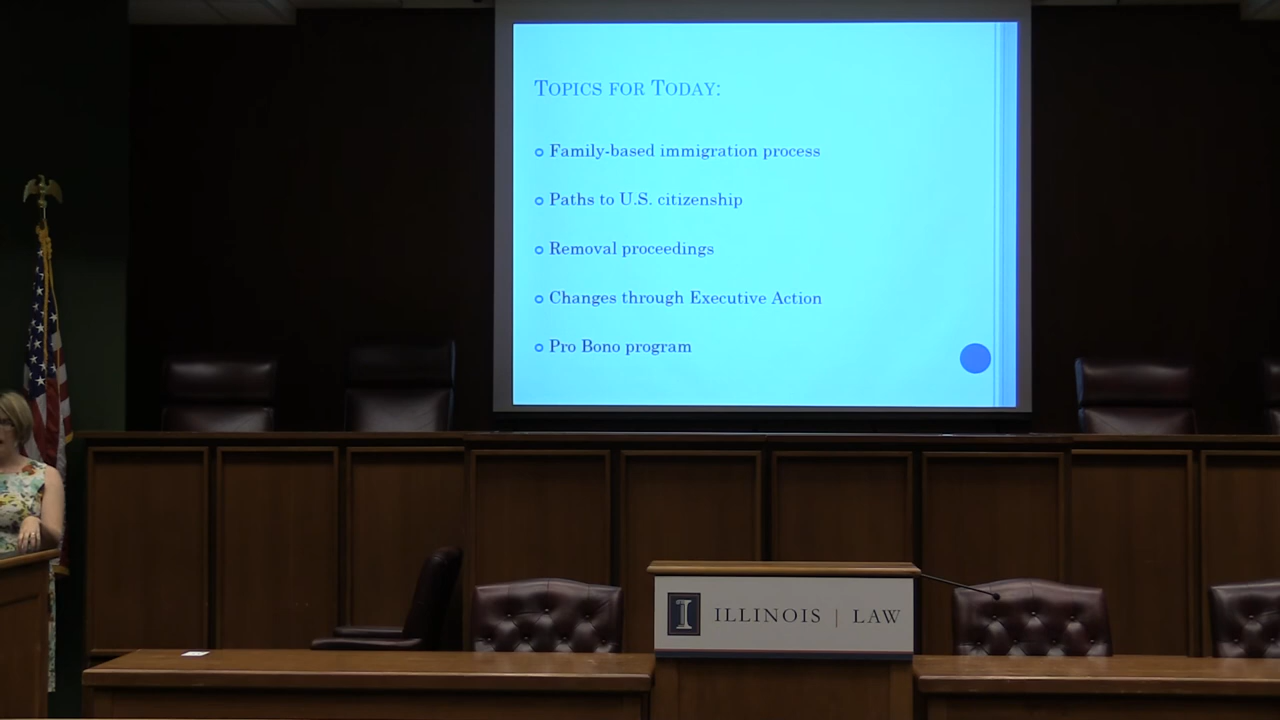 TOPICS FOR TODAY:
Family-based immigration process
Paths to U.S. citizenship
Removal proceedings
Changes through Executive Action
Pro Bono program
I ILLINOIS | LAW